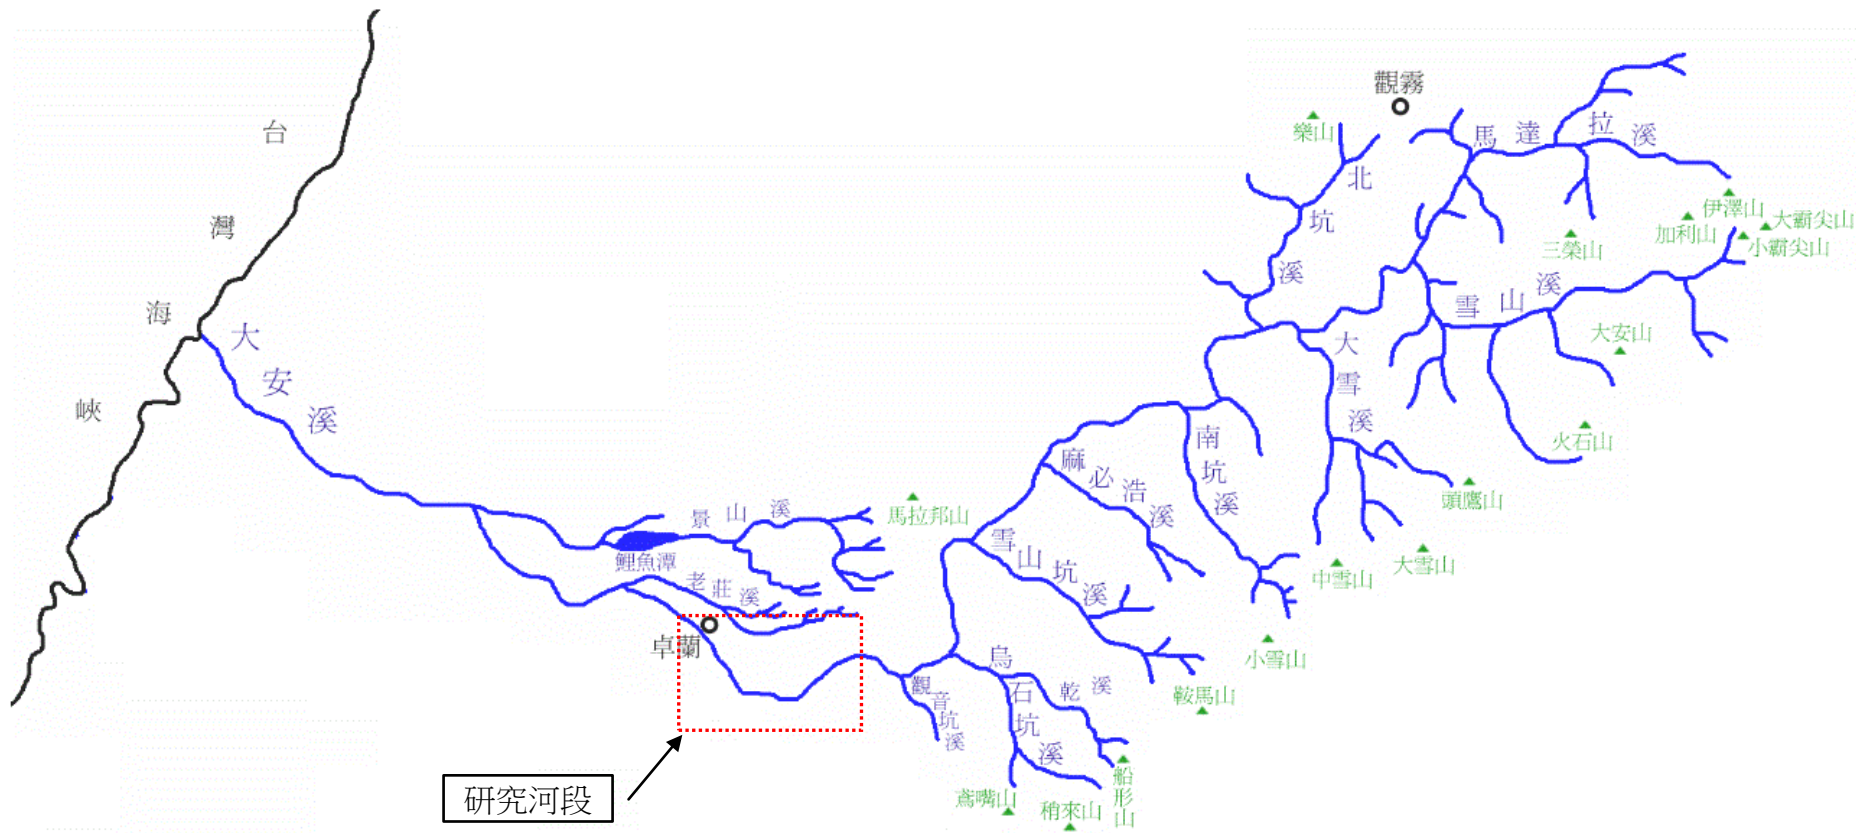 台灣海峽
大安溪
觀霧
樂山
北坑溪
馬達拉溪
伊澤山
大霸尖山
加利山
小霸尖山
三榮山
雪山溪
大安山
大雪溪
火石山
頭鷹山
大雪山
中雪山
南坑溪
小雪山
麻必浩溪
馬拉邦山
雪山坑溪
鞍馬山
景山溪
鯉魚潭
老莊溪
卓蘭
觀音坑溪
烏石坑溪
乾溪
船形山
鳶嘴山
稍來山
研究河段